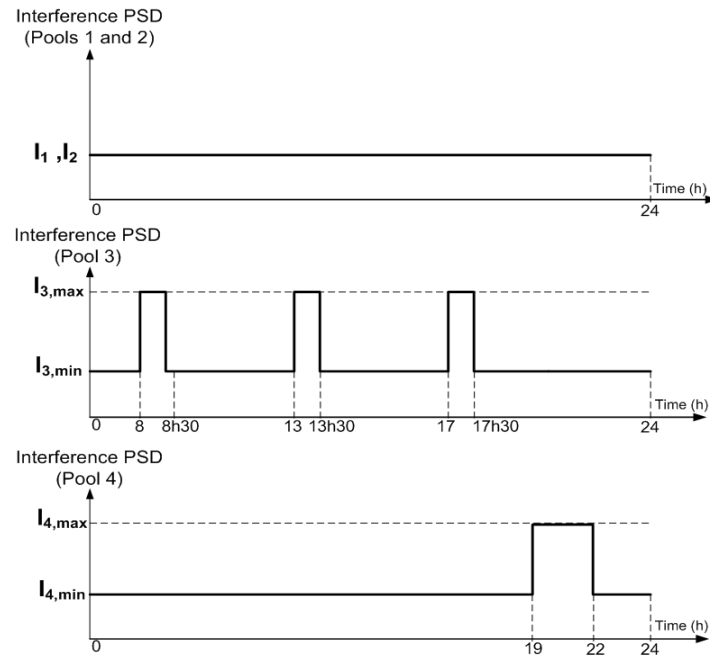 Interference PSD
(Pools 1 and 2)
I1 ,I2
Time (h)
0 24
Interference PSD
(Pool 3)
I3,max
I3,min
Time (h)
0 8 8h30 13 13h30 17 17h30 24
Interference PSD
(Pool 4)
I4,max
I4,min
Time (h)
0 19 22 24